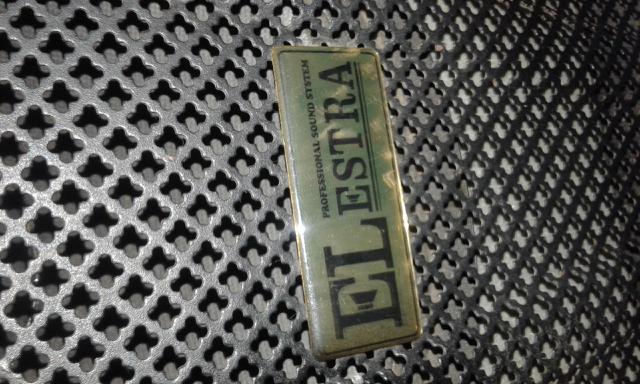 PROFESSIONAL SOUND SYSTEM
ELESTRA